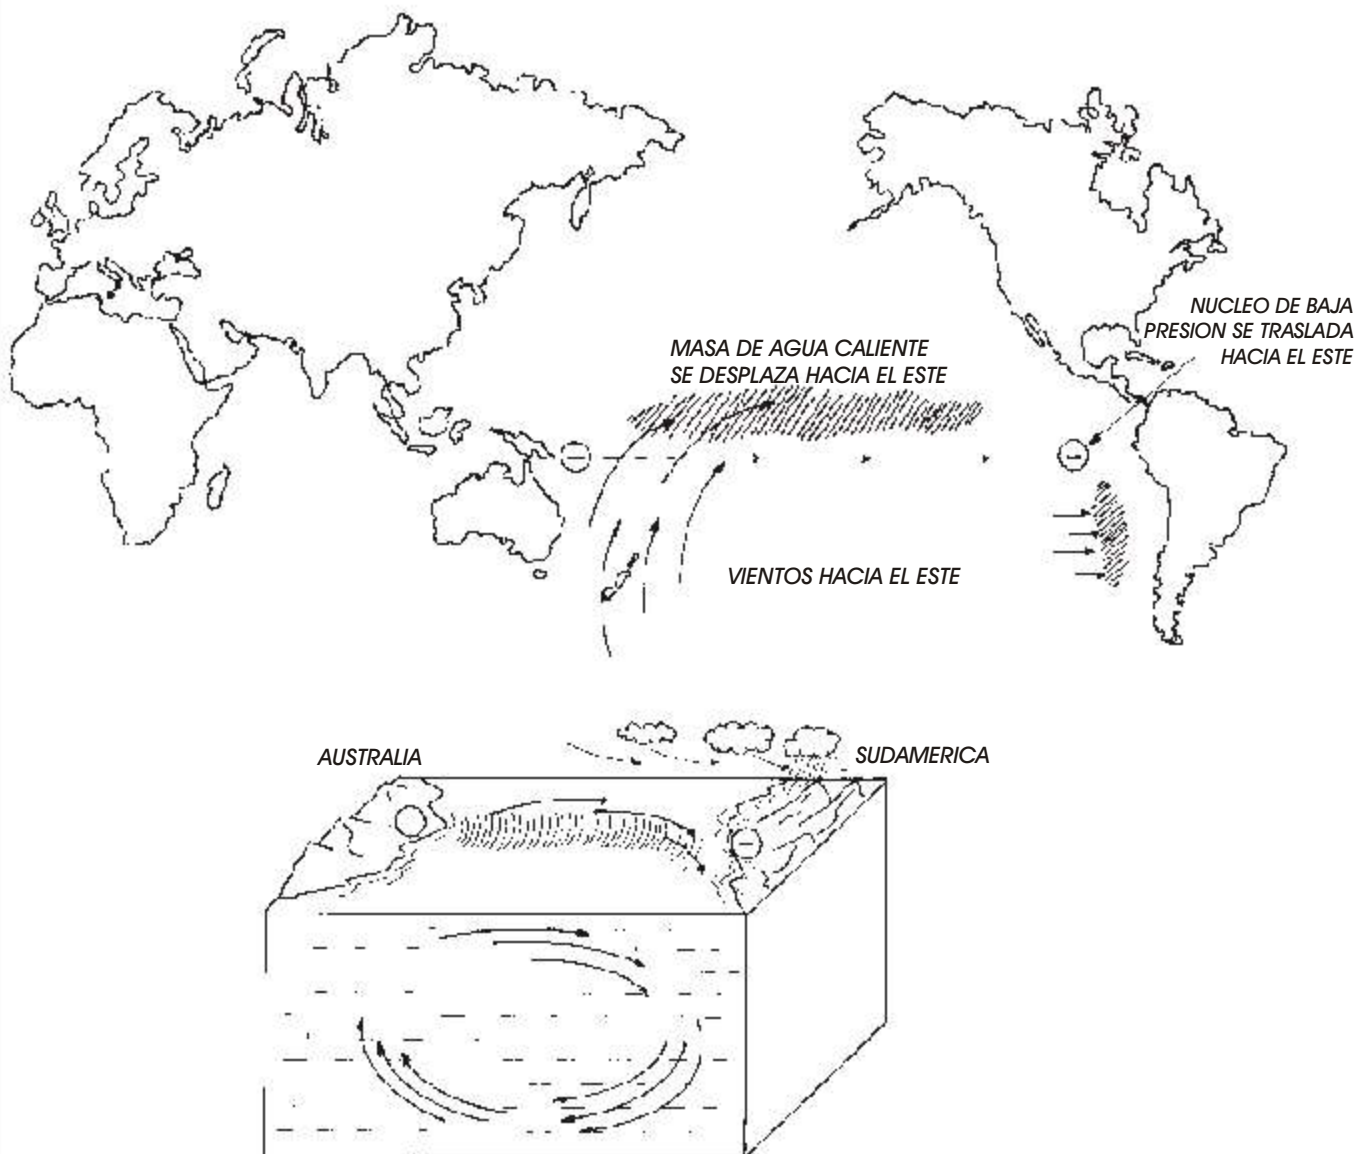 NUCLEO DE BAJA
PRESION SE TRASLADA
HACIA EL ESTE
MASA DE AGUA CALIENTE
SE DESPLAZA HACIA EL ESTE
VIENTOS HACIA EL ESTE
AUSTRALIA
SUDAMERICA